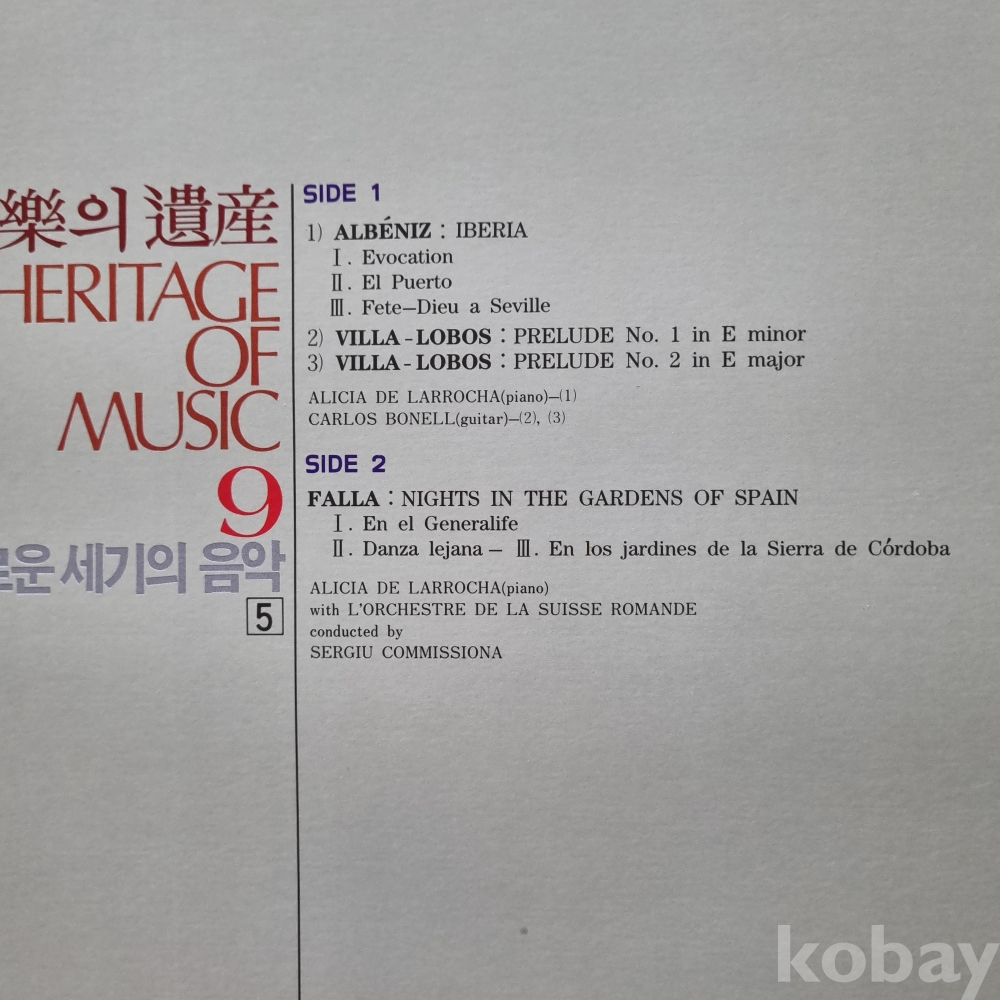 樂의 遺産
HERITAGE
OF
MUSIC
9
운 세기의 음악
5
SIDE 1
1) ALBÉNIZ : IBERIA
Ⅰ. Evocation
Ⅱ. El Puerto
Ⅲ. Fete–Dieu a Seville
2) VILLA - LOBOS : PRELUDE No. 1 in E minor
3) VILLA - LOBOS : PRELUDE No. 2 in E major
ALICIA DE LARROCHA(piano)–(1)
CARLOS BONELL(guitar)–(2), (3)
SIDE 2
FALLA : NIGHTS IN THE GARDENS OF SPAIN
Ⅰ. En el Generalife
Ⅱ. Danza lejana – Ⅲ. En los jardines de la Sierra de Córdoba
ALICIA DE LARROCHA(piano)
with L'ORCHESTRE DE LA SUISSE ROMANDE
conducted by
SERGIU COMMISSIONA
kobay